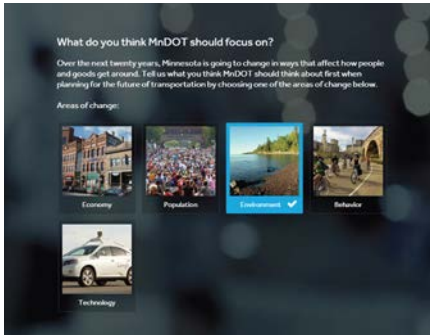 What do you think MnDOT should focus on?
Over the next twenty years, Minnesota is going to change in ways that affect how people
and goods get around. Tell us what you think MnDOT should think about first when
planning for the future of transportation by choosing one of the areas of change below.
Areas of change:
Economy
Population
Environment
Behavior
Technology